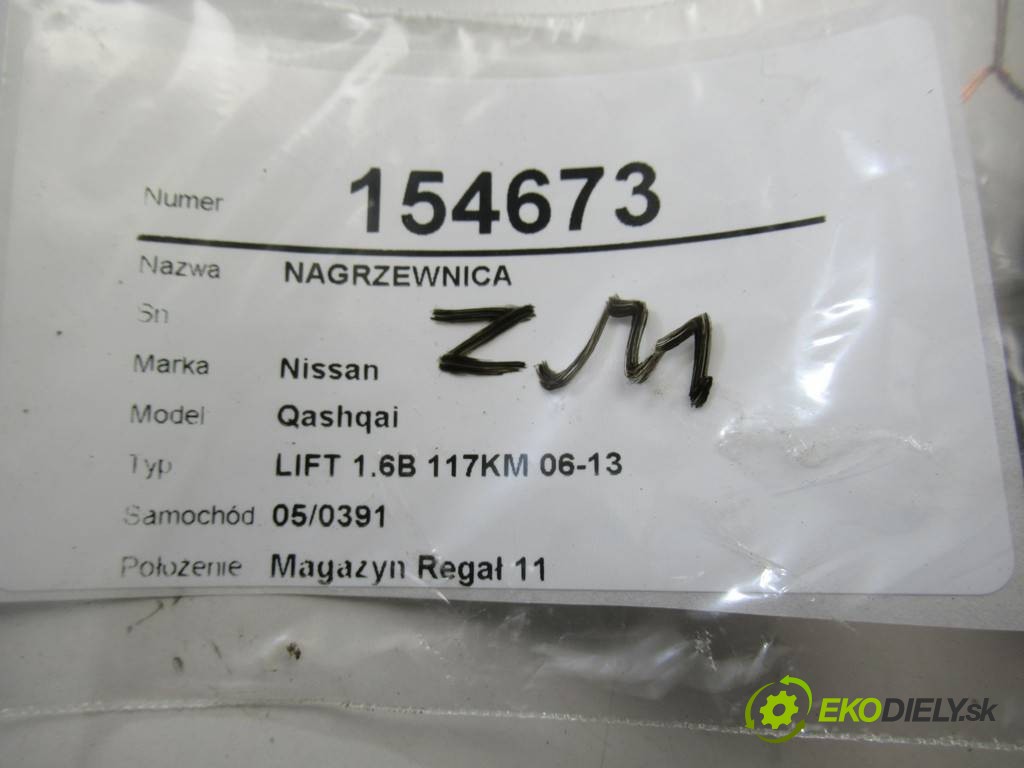 Numer 154673
Nazwa NAGRZEWNICA
Sn
ZM
Marka Nissan
Model Qashqai
Typ LIFT 1.6B 117KM 06-13
Samochód 05/0391
Położenie Magazyn Regał 11
EKODIELY.sk